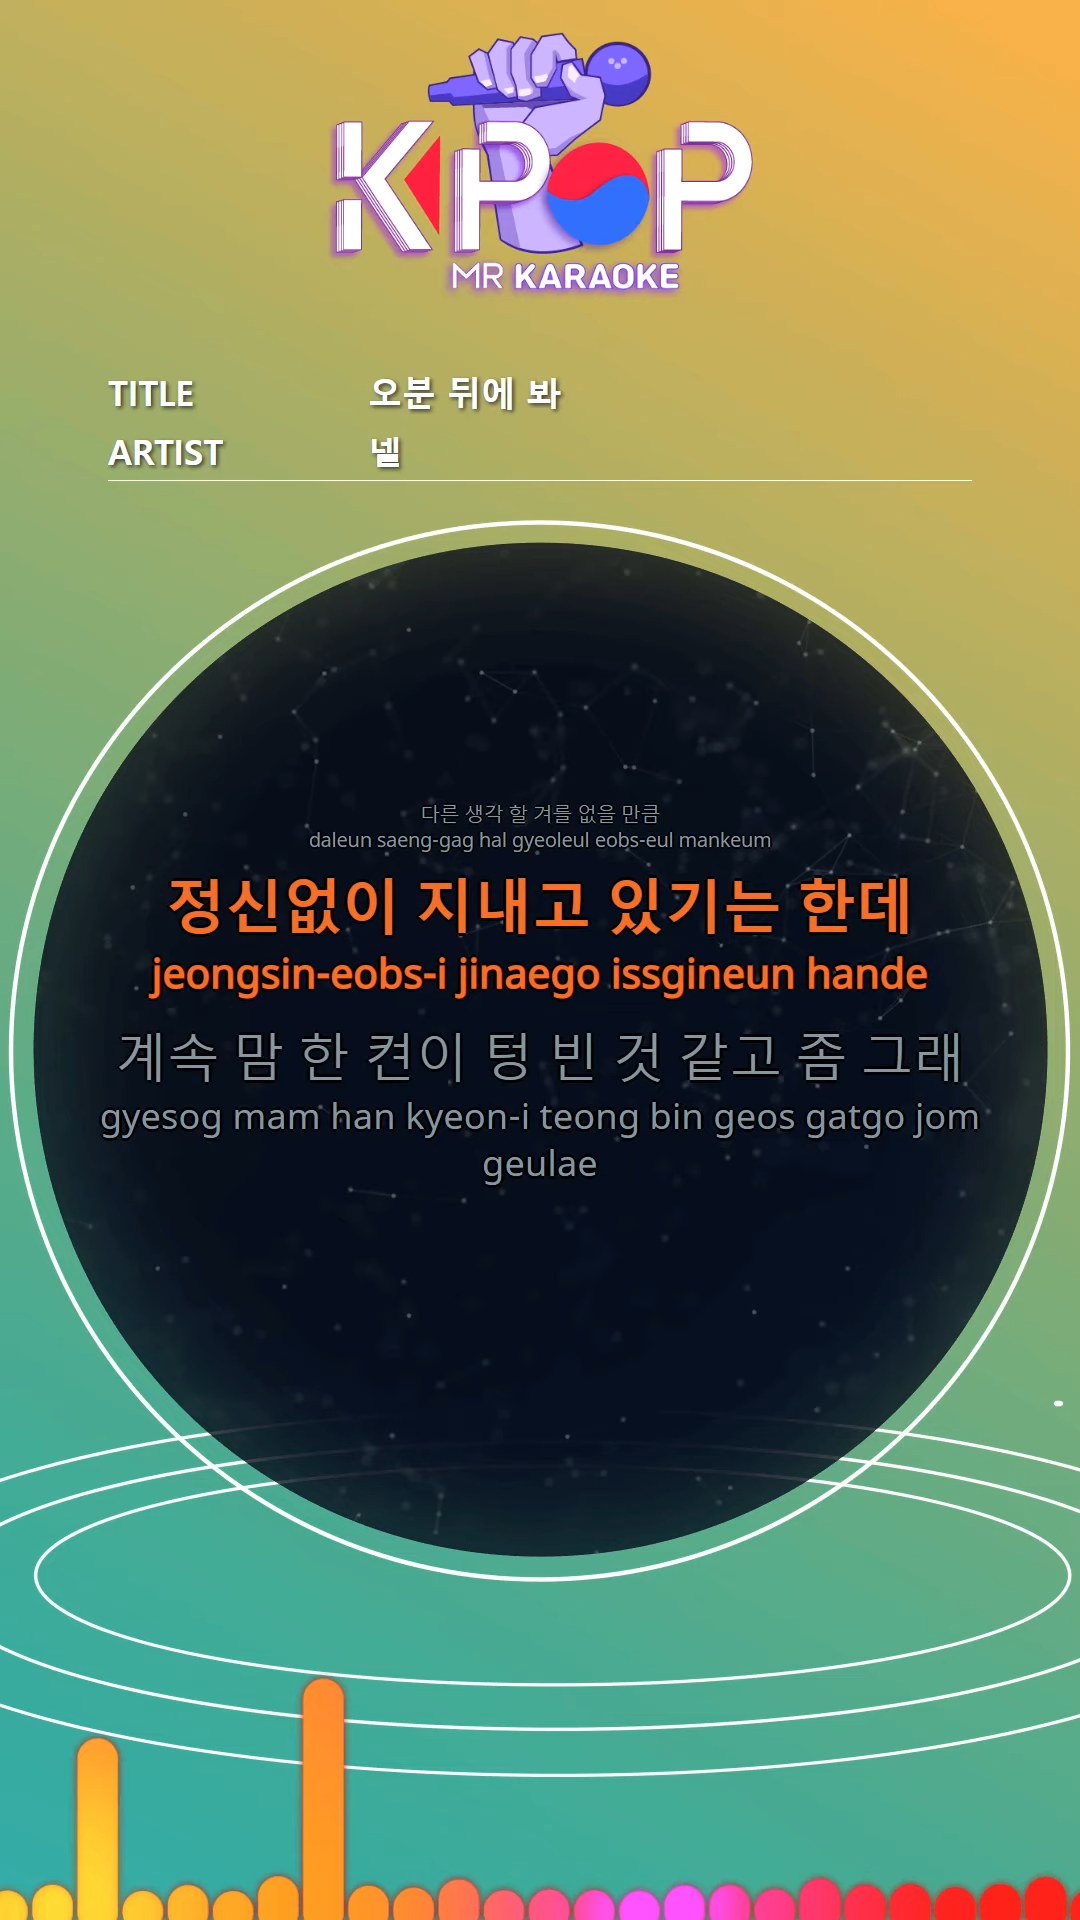 KPOP
MR KARAOKE
TITLE 오분 뒤에 봐
ARTIST 넬
다른 생각 할 겨를 없을 만큼
daleun saeng-gag hal gyeoleul eobs-eul mankeum
정신없이 지내고 있기는 한데
jeongsin-eobs-i jinaego issgineun hande
계속 맘 한 켠이 텅 빈 것 같고 좀 그래
gyesog mam han kyeon-i teong bin geos gatgo jom
geulae